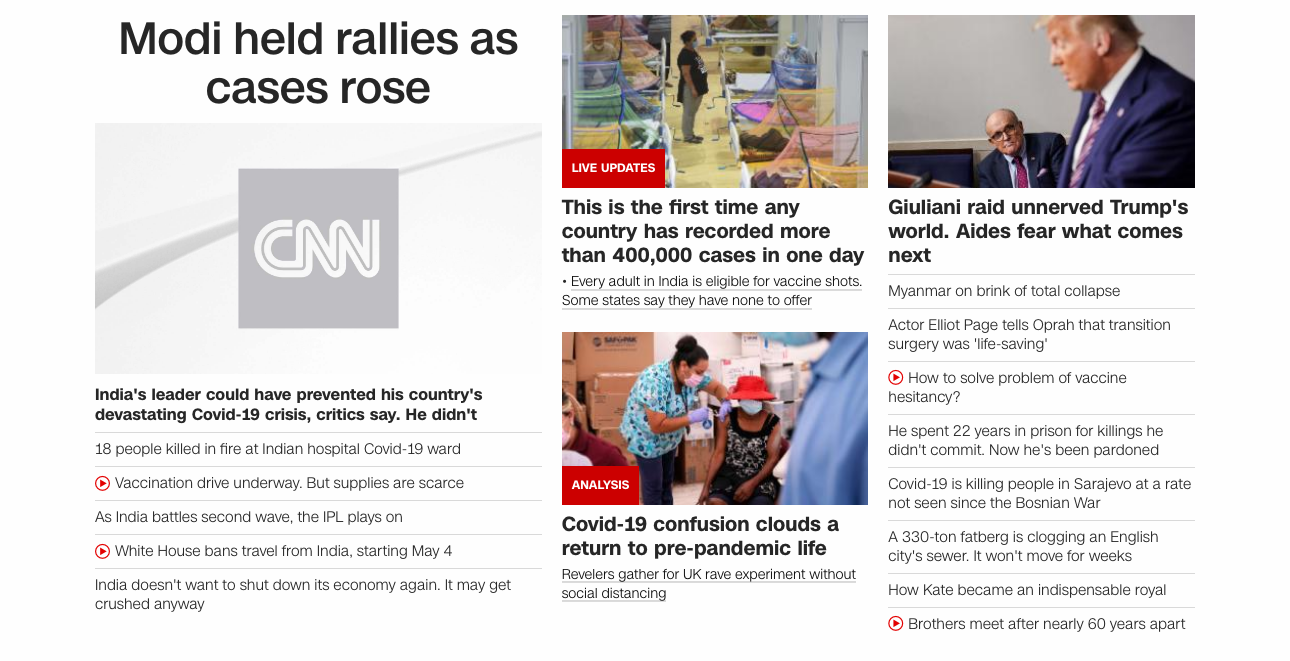 Modi held rallies as
cases rose
CNN
India's leader could have prevented his country's
devastating Covid-19 crisis, critics say. He didn't
18 people killed in fire at Indian hospital Covid-19 ward
Vaccination drive underway. But supplies are scarce
As India battles second wave, the IPL plays on
White House bans travel from India, starting May 4
India doesn't want to shut down its economy again. It may get
crushed anyway
LIVE UPDATES
This is the first time any
country has recorded more
than 400,000 cases in one day
• Every adult in India is eligible for vaccine shots.
Some states say they have none to offer
SAF-T-PAK
ANALYSIS
Covid-19 confusion clouds a
return to pre-pandemic life
Revelers gather for UK rave experiment without
social distancing
Giuliani raid unnerved Trump's
world. Aides fear what comes
next
Myanmar on brink of total collapse
Actor Elliot Page tells Oprah that transition
surgery was 'life-saving'
How to solve problem of vaccine
hesitancy?
He spent 22 years in prison for killings he
didn't commit. Now he's been pardoned
Covid-19 is killing people in Sarajevo at a rate
not seen since the Bosnian War
A 330-ton fatberg is clogging an English
city's sewer. It won't move for weeks
How Kate became an indispensable royal
Brothers meet after nearly 60 years apart